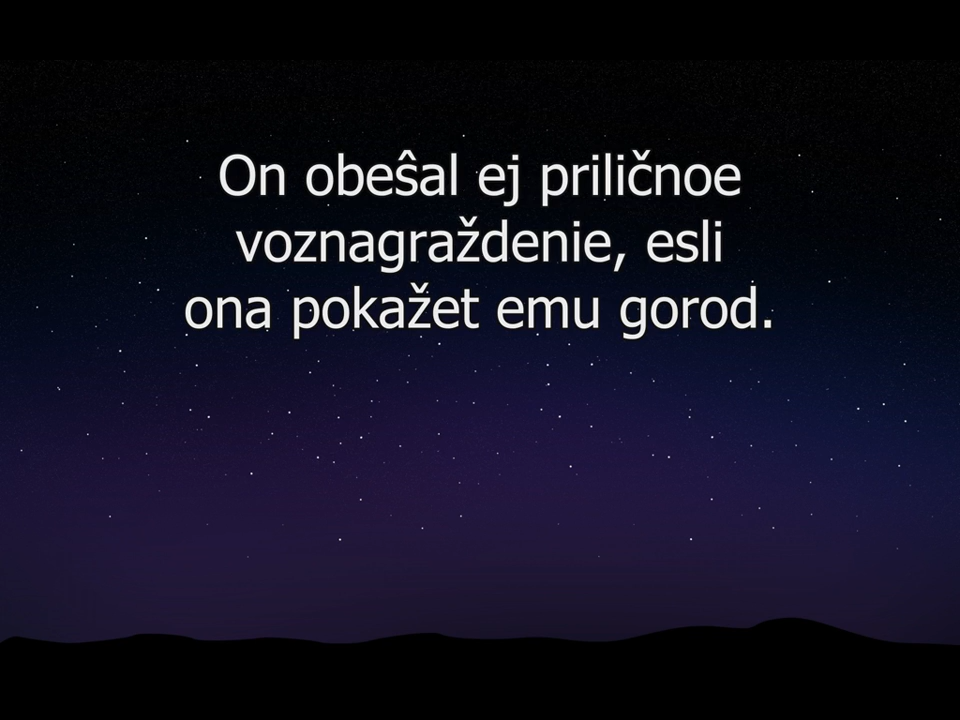 On obeŝal ej priličnoe
voznagraždenie, esli
ona pokažet emu gorod.